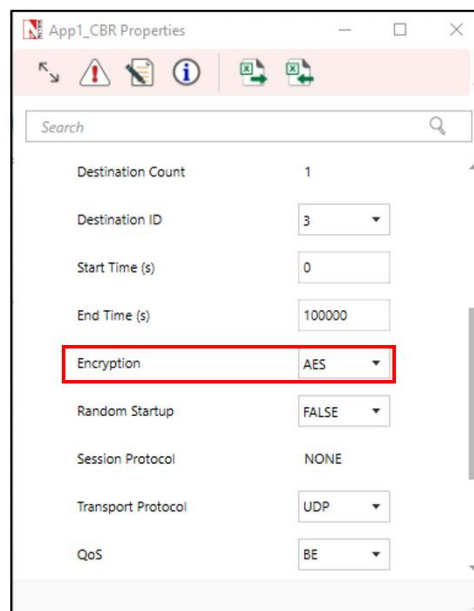 App1_CBR Properties
Search
Destination Count 1
Destination ID 3
Start Time (s) 0
End Time (s) 100000
Encryption AES
Random Startup FALSE
Session Protocol NONE
Transport Protocol UDP
QoS BE